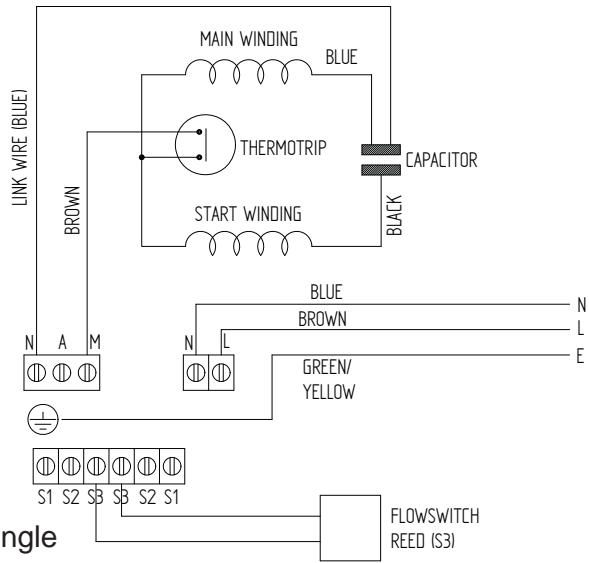 MAIN WINDING
BLUE
LINK WIRE (BLUE)
BROWN
THERMOTRIP
CAPACITOR
START WINDING
BLACK
BLUE
N
BROWN
L
N A M
N L
E
GREEN/
YELLOW
S1 S2 S3 S3 S2 S1
FLOWSWITCH
REED (S3)
ngle